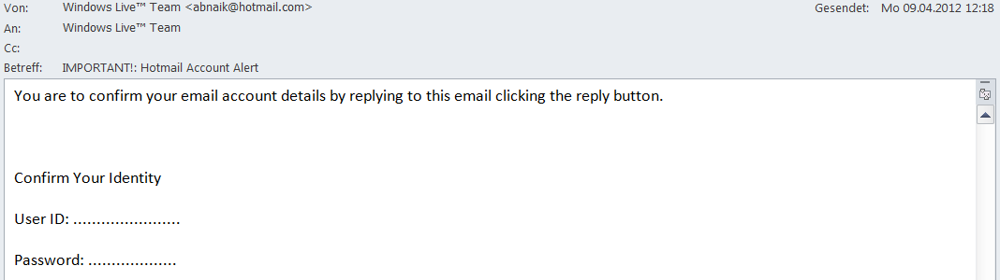 Von: Windows Live™ Team <abnaik@hotmail.com> Gesendet: Mo 09.04.2012 12:18
An: Windows Live™ Team
Cc:
Betreff: IMPORTANT!: Hotmail Account Alert
You are to confirm your email account details by replying to this email clicking the reply button.
Confirm Your Identity
User ID: .......................
Password: ...................